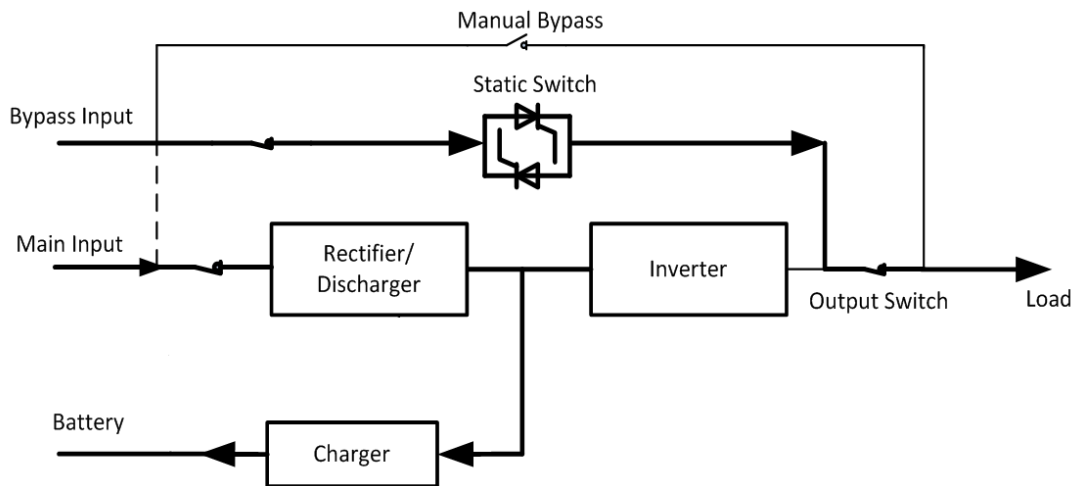 Manual Bypass
Static Switch
Bypass Input
Main Input
Rectifier/
Discharger
Inverter
Output Switch
Load
Battery
Charger